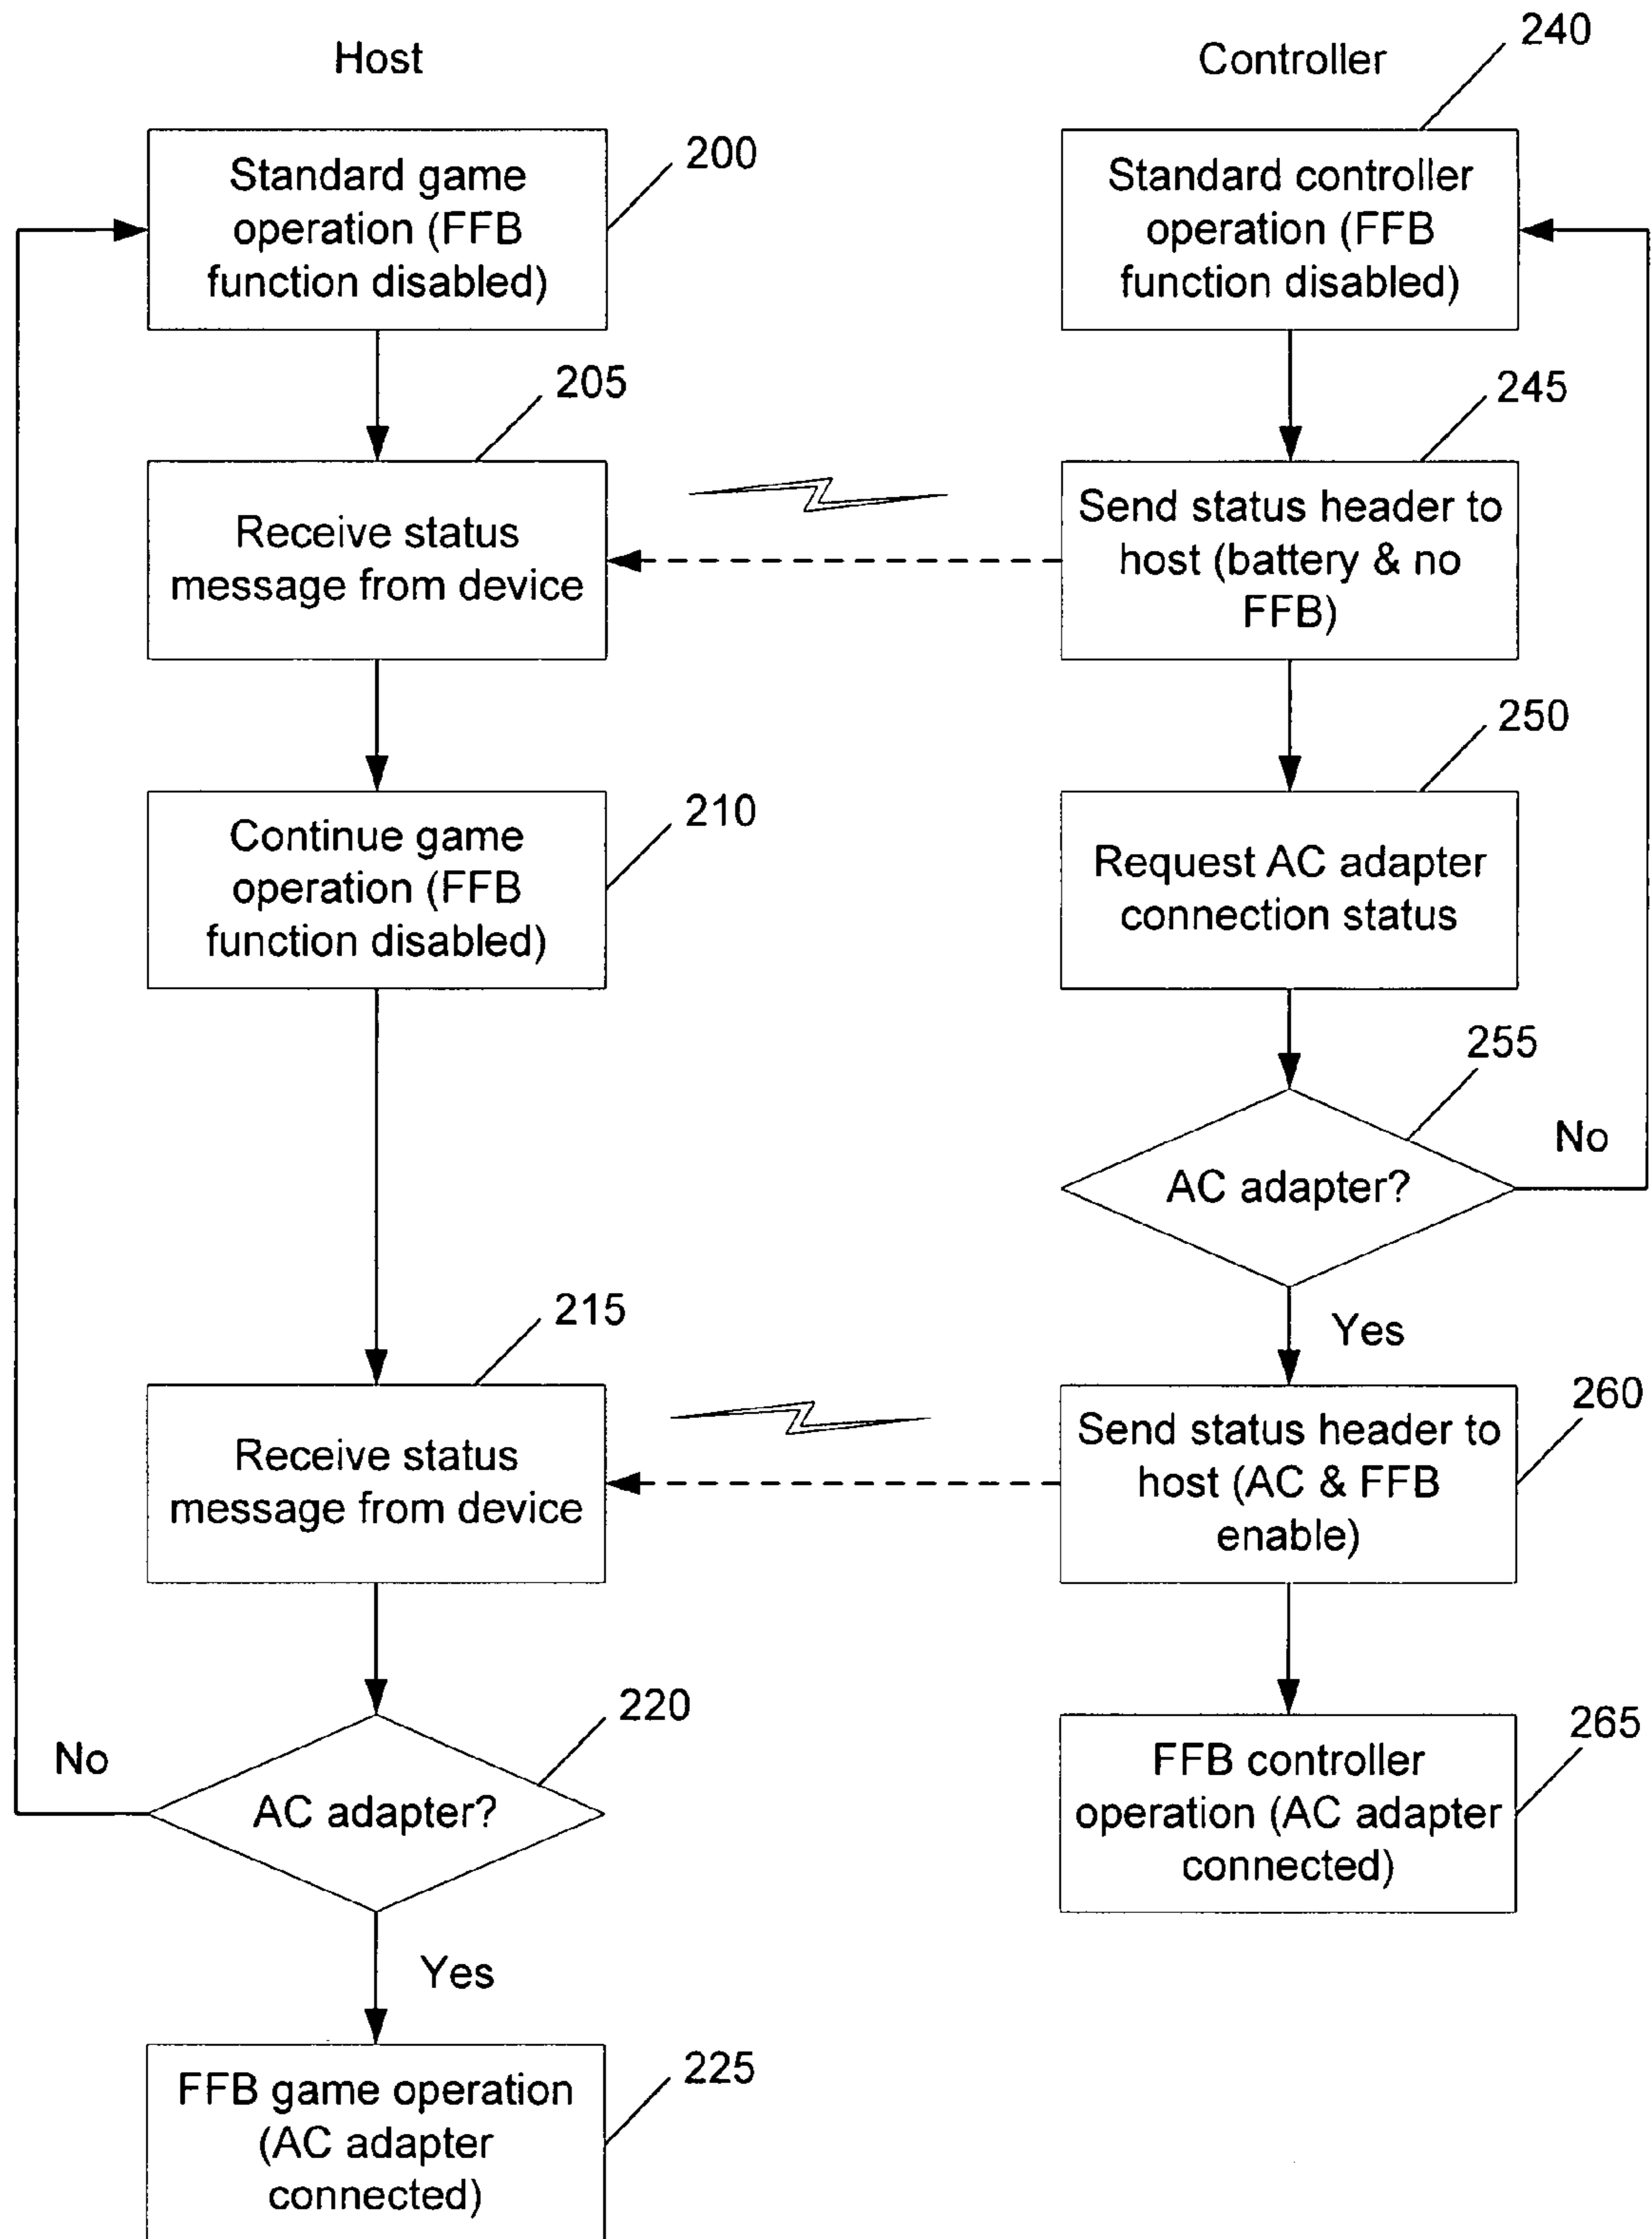 Host
Controller
240
Standard game
operation (FFB
function disabled)
200
Standard controller
operation (FFB
function disabled)
205
245
Receive status
message from device
Send status header to
host (battery & no
FFB)
250
Continue game
operation (FFB
function disabled)
210
Request AC adapter
connection status
255
AC adapter?
No
Yes
215
Receive status
message from device
260
Send status header to
host (AC & FFB
enable)
220
No
AC adapter?
265
FFB controller
operation (AC adapter
connected)
Yes
225
FFB game operation
(AC adapter
connected)